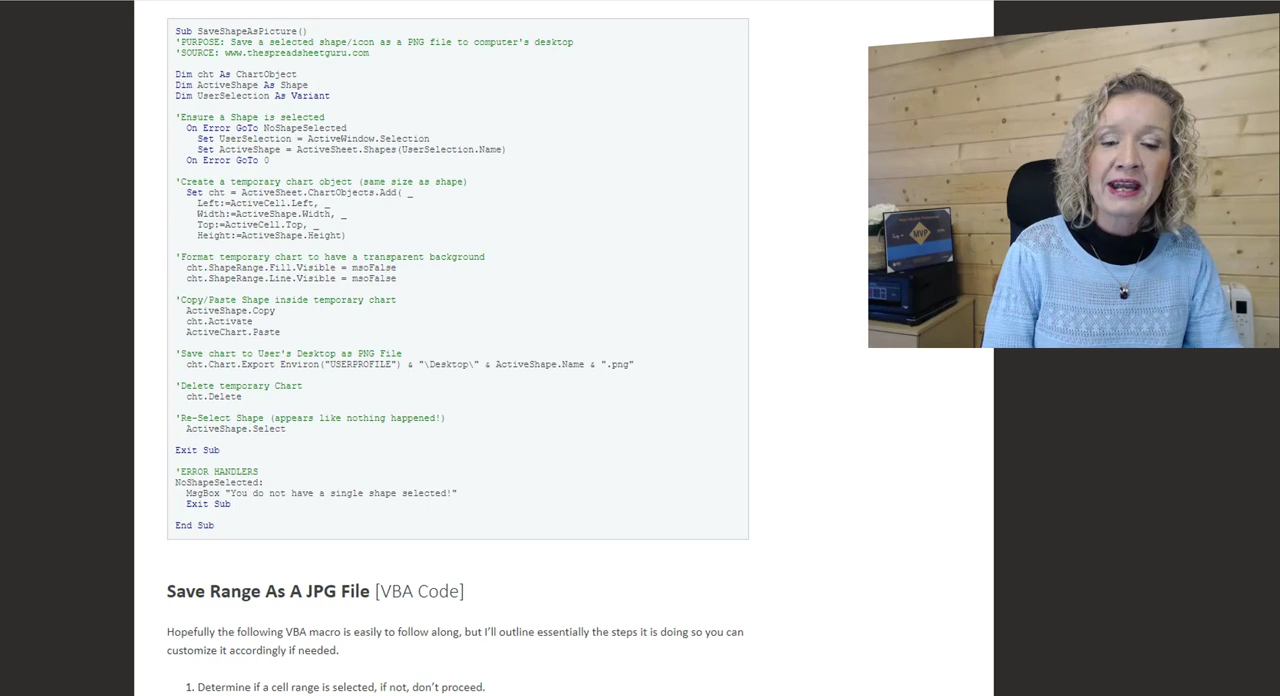 Sub SaveShapeAsPicture()
'PURPOSE: Save a selected shape/icon as a PNG file to computer's desktop
'SOURCE: www.thespreadsheetguru.com
Dim cht As ChartObject
Dim ActiveShape As Shape
Dim UserSelection As Variant
'Ensure a Shape is selected
On Error GoTo NoShapeSelected
Set UserSelection = ActiveWindow.Selection
Set ActiveShape = ActiveSheet.Shapes(UserSelection.Name)
On Error GoTo 0
'Create a temporary chart object (same size as shape)
Set cht = ActiveSheet.ChartObjects.Add( _
Left:=ActiveCell.Left, _
Width:=ActiveShape.Width, _
Top:=ActiveCell.Top, _
Height:=ActiveShape.Height)
'Format temporary chart to have a transparent background
cht.ShapeRange.Fill.Visible = msoFalse
cht.ShapeRange.Line.Visible = msoFalse
'Copy/Paste Shape inside temporary chart
ActiveShape.Copy
cht.Activate
ActiveChart.Paste
'Save chart to User's Desktop as PNG File
cht.Chart.Export Environ("USERPROFILE") & "\Desktop\" & ActiveShape.Name & ".png"
'Delete temporary Chart
cht.Delete
'Re-Select Shape (appears like nothing happened!)
ActiveShape.Select
Exit Sub
'ERROR HANDLERS
NoShapeSelected:
MsgBox "You do not have a single shape selected!"
Exit Sub
End Sub
Save Range As A JPG File [VBA Code]
Hopefully the following VBA macro is easily to follow along, but I'll outline essentially the steps it is doing so you can
customize it accordingly if needed.
1. Determine if a cell range is selected, if not, don't proceed.
MVP